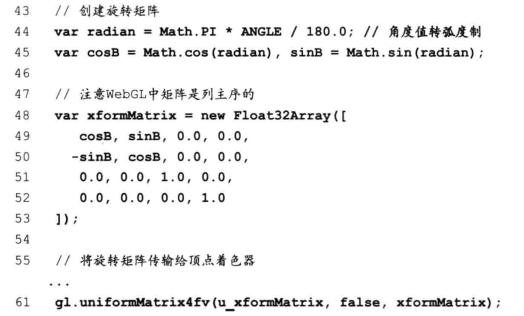 43 // 创建旋转矩阵
44 var radian = Math.PI * ANGLE / 180.0; // 角度值转弧度制
45 var cosB = Math.cos(radian), sinB = Math.sin(radian);
46
47 // 注意WebGL中矩阵是列主序的
48 var xformMatrix = new Float32Array([
49 cosB, sinB, 0.0, 0.0,
50 -sinB, cosB, 0.0, 0.0,
51 0.0, 0.0, 1.0, 0.0,
52 0.0, 0.0, 0.0, 1.0
53 ]);
54
55 // 将旋转矩阵传输给顶点着色器
...
61 gl.uniformMatrix4fv(u_xformMatrix, false, xformMatrix);